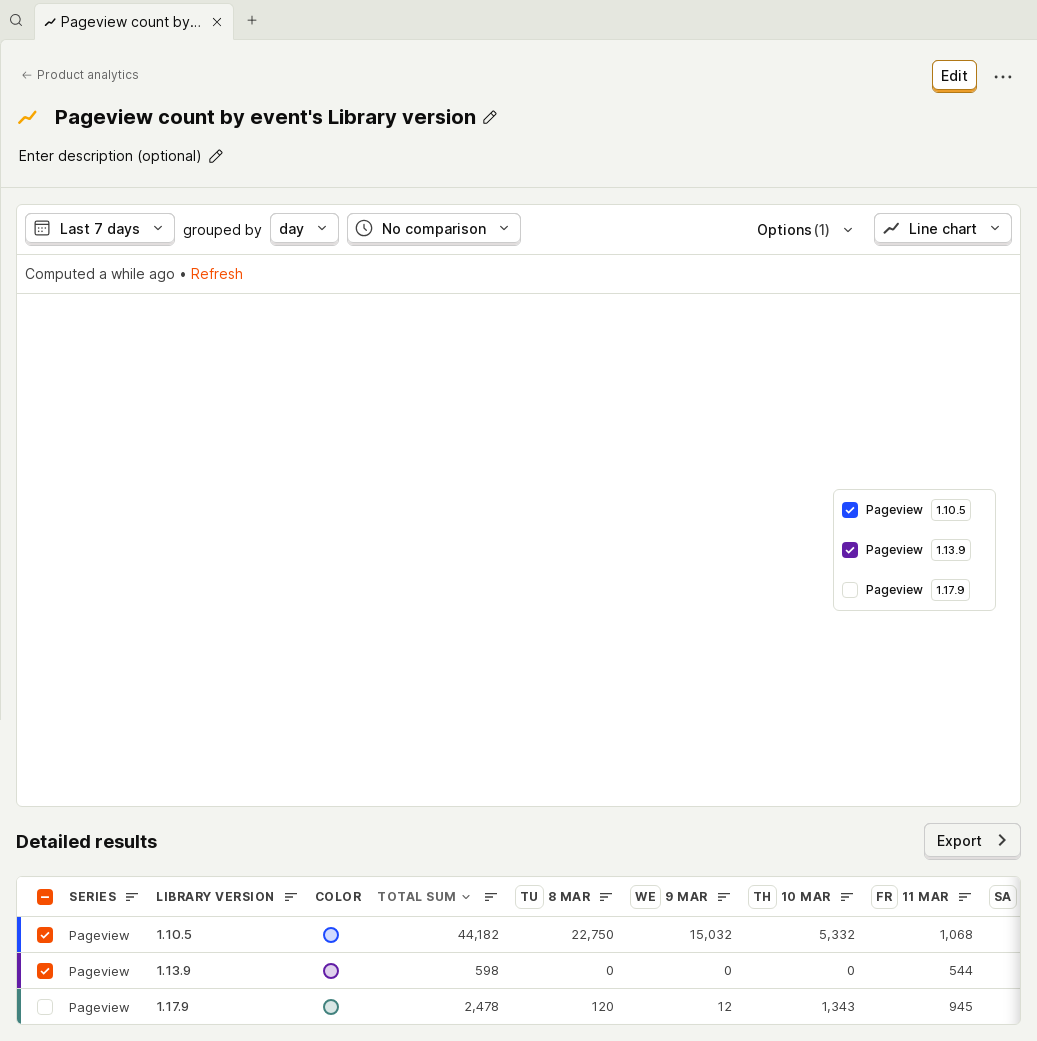 Pageview count by...
Product analytics
Edit
Pageview count by event's Library version
Enter description (optional)
Last 7 days grouped by day No comparison Options (1) Line chart
Computed a while ago • Refresh
Pageview 1.10.5
Pageview 1.13.9
Pageview 1.17.9
Detailed results
Export
SERIES LIBRARY VERSION COLOR TOTAL SUM TU 8 MAR WE 9 MAR TH 10 MAR FR 11 MAR SA
Pageview 1.10.5 44,182 22,750 15,032 5,332 1,068
Pageview 1.13.9 598 0 0 0 544
Pageview 1.17.9 2,478 120 12 1,343 945